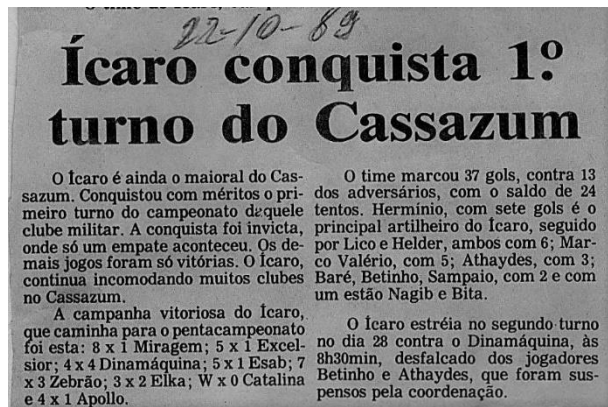 22-10-89
Ícaro conquista 1º
turno do Cassazum
O Ícaro é ainda o maioral do Cas-
sazum. Conquistou com méritos o pri-
meiro turno do campeonato daquele
clube militar. A conquista foi invicta,
onde só um empate aconteceu. Os de-
mais jogos foram só vitórias. O Ícaro,
continua incomodando muitos clubes
no Cassazum.
A campanha vitoriosa do Ícaro,
que caminha para o pentacampeonato
foi esta: 8 x 1 Miragem; 5 x 1 Excel-
sior; 4 x 4 Dinamáquina; 5 x 1 Esab; 7
x 3 Zebrão; 3 x 2 Elka; W x 0 Catalina
e 4 x 1 Apollo.
O time marcou 37 gols, contra 13
dos adversários, com o saldo de 24
tentos. Hermínio, com sete gols é o
principal artilheiro do Ícaro, seguido
por Lico e Helder, ambos com 6; Mar-
co Valério, com 5; Athaydes, com 3;
Baré, Betinho, Sampaio, com 2 e com
um estão Nagib e Bita.
O Ícaro estréia no segundo turno
no dia 28 contra o Dinamáquina, às
8h30min, desfalcado dos jogadores
Betinho e Athaydes, que foram sus-
pensos pela coordenação.